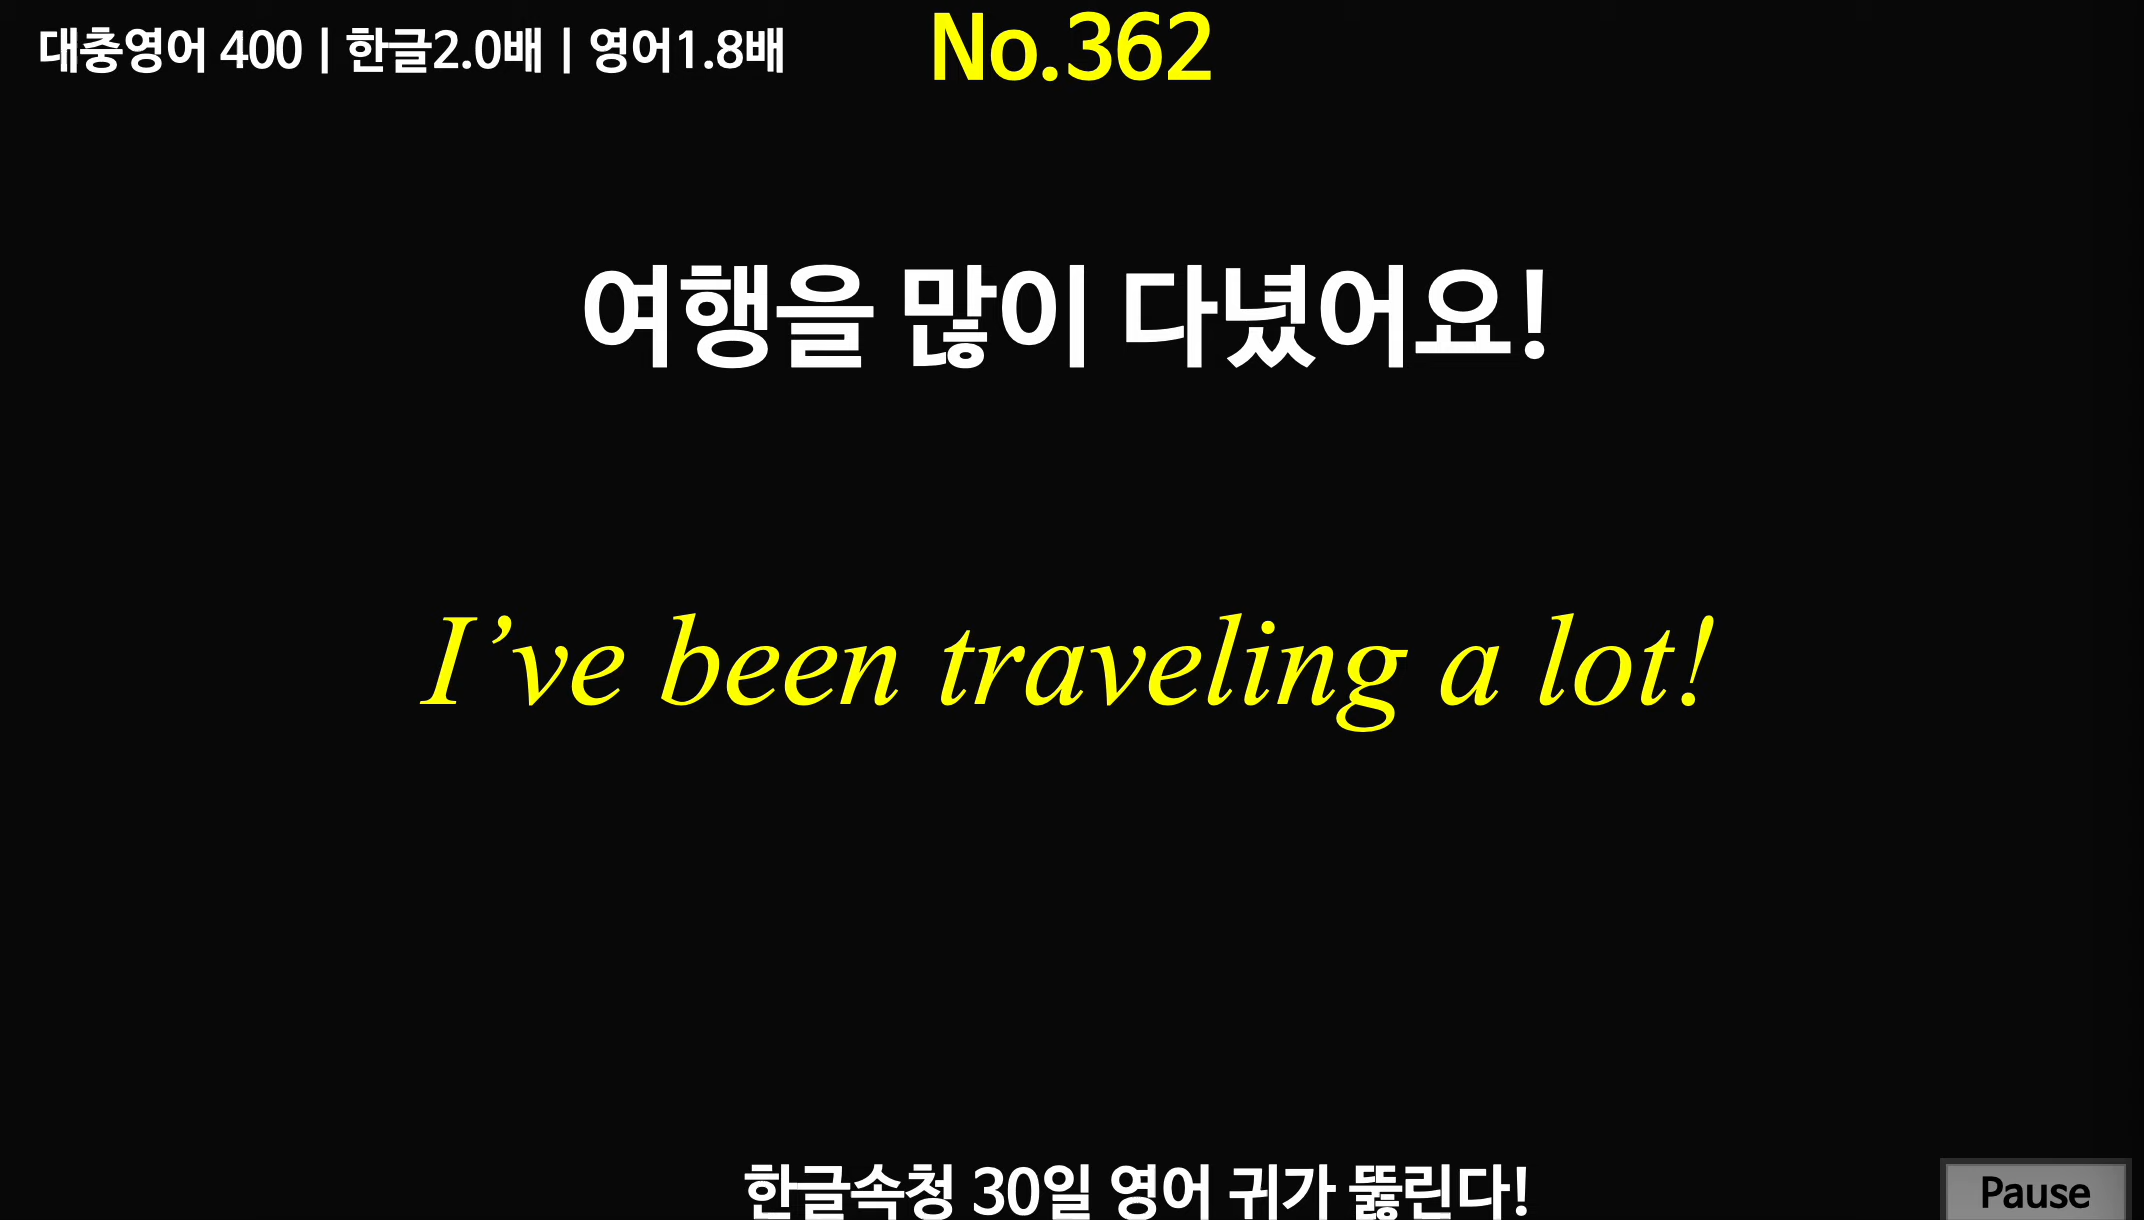 대충영어 400 | 한글2.0배 | 영어1.8배
No.362
여행을 많이 다녔어요!
I’ve been traveling a lot!
한글속청 30일 영어 귀가 뚫린다!
Pause